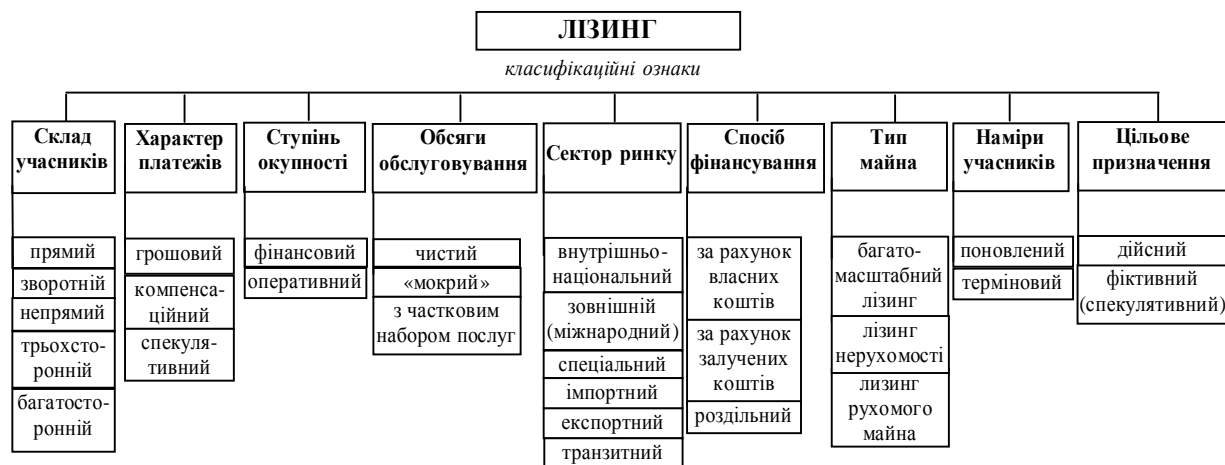 ЛІЗИНГ
класифікаційні ознаки
Склад
учасників
прямий
зворотній
непрямий
трьохсто-
ронній
багатосто-
ронній
Характер
платежів
грошовий
компенса-
ційний
спекуля-
тивний
Ступінь
окупності
фінансовий
оперативний
Обсяги
обслуговування
чистий
«мокрий»
з частковим
набором послуг
Сектор ринку
внутрішньо-
національний
зовнішній
(міжнародний)
спеціальний
імпортний
експортний
транзитний
Спосіб
фінансування
за рахунок
власних
коштів
за рахунок
залучених
коштів
роздільний
Тип
майна
багато-
масштабний
лізинг
лізинг
нерухомості
лизинг
рухомого
майна
Наміри
учасників
поновлений
терміновий
Цільове
призначення
дійсний
фіктивний
(спекулятивний)